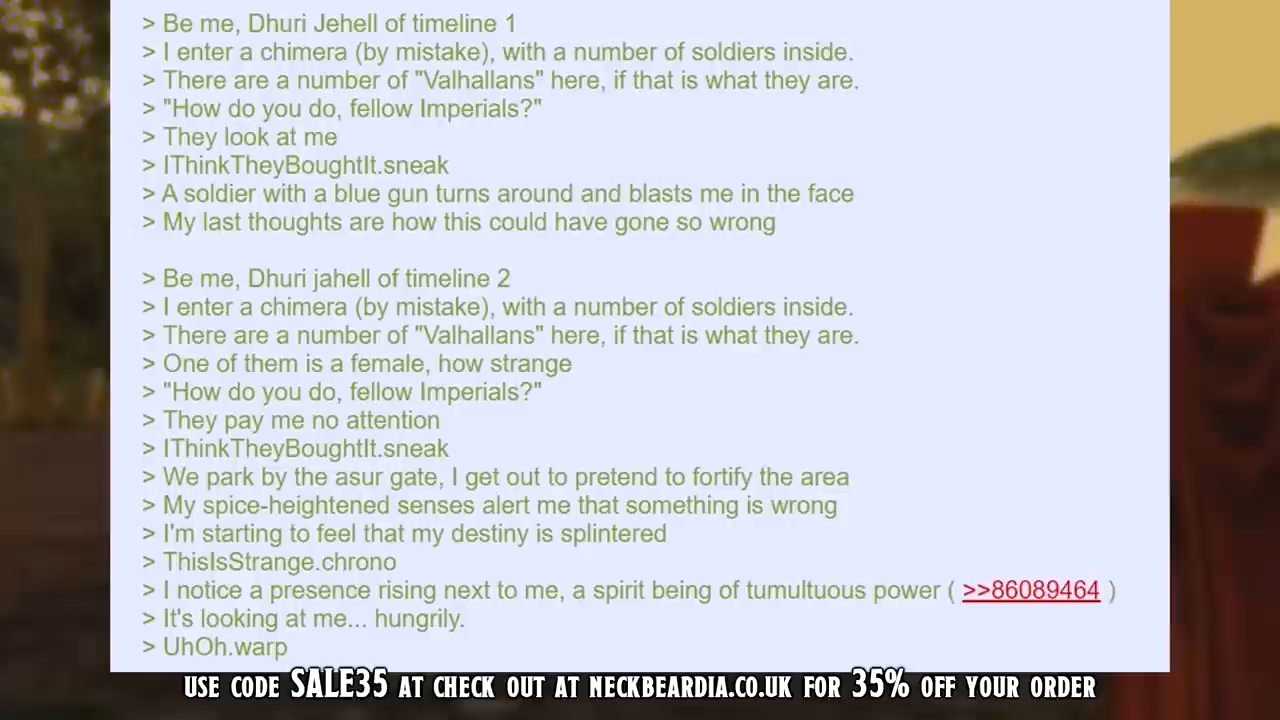 > Be me, Dhuri Jehell of timeline 1
> I enter a chimera (by mistake), with a number of soldiers inside.
> There are a number of "Valhallans" here, if that is what they are.
> "How do you do, fellow Imperials?"
> They look at me
> IThinkTheyBoughtIt.sneak
> A soldier with a blue gun turns around and blasts me in the face
> My last thoughts are how this could have gone so wrong
> Be me, Dhuri jahell of timeline 2
> I enter a chimera (by mistake), with a number of soldiers inside.
> There are a number of "Valhallans" here, if that is what they are.
> One of them is a female, how strange
> "How do you do, fellow Imperials?"
> They pay me no attention
> IThinkTheyBoughtIt.sneak
> We park by the asur gate, I get out to pretend to fortify the area
> My spice-heightened senses alert me that something is wrong
> I'm starting to feel that my destiny is splintered
> ThisIsStrange.chrono
> I notice a presence rising next to me, a spirit being of tumultuous power ( >>86089464 )
> It's looking at me... hungrily.
> UhOh.warp
USE CODE SALE35 AT CHECK OUT AT NECKBEARDIA.CO.UK FOR 35% OFF YOUR ORDER